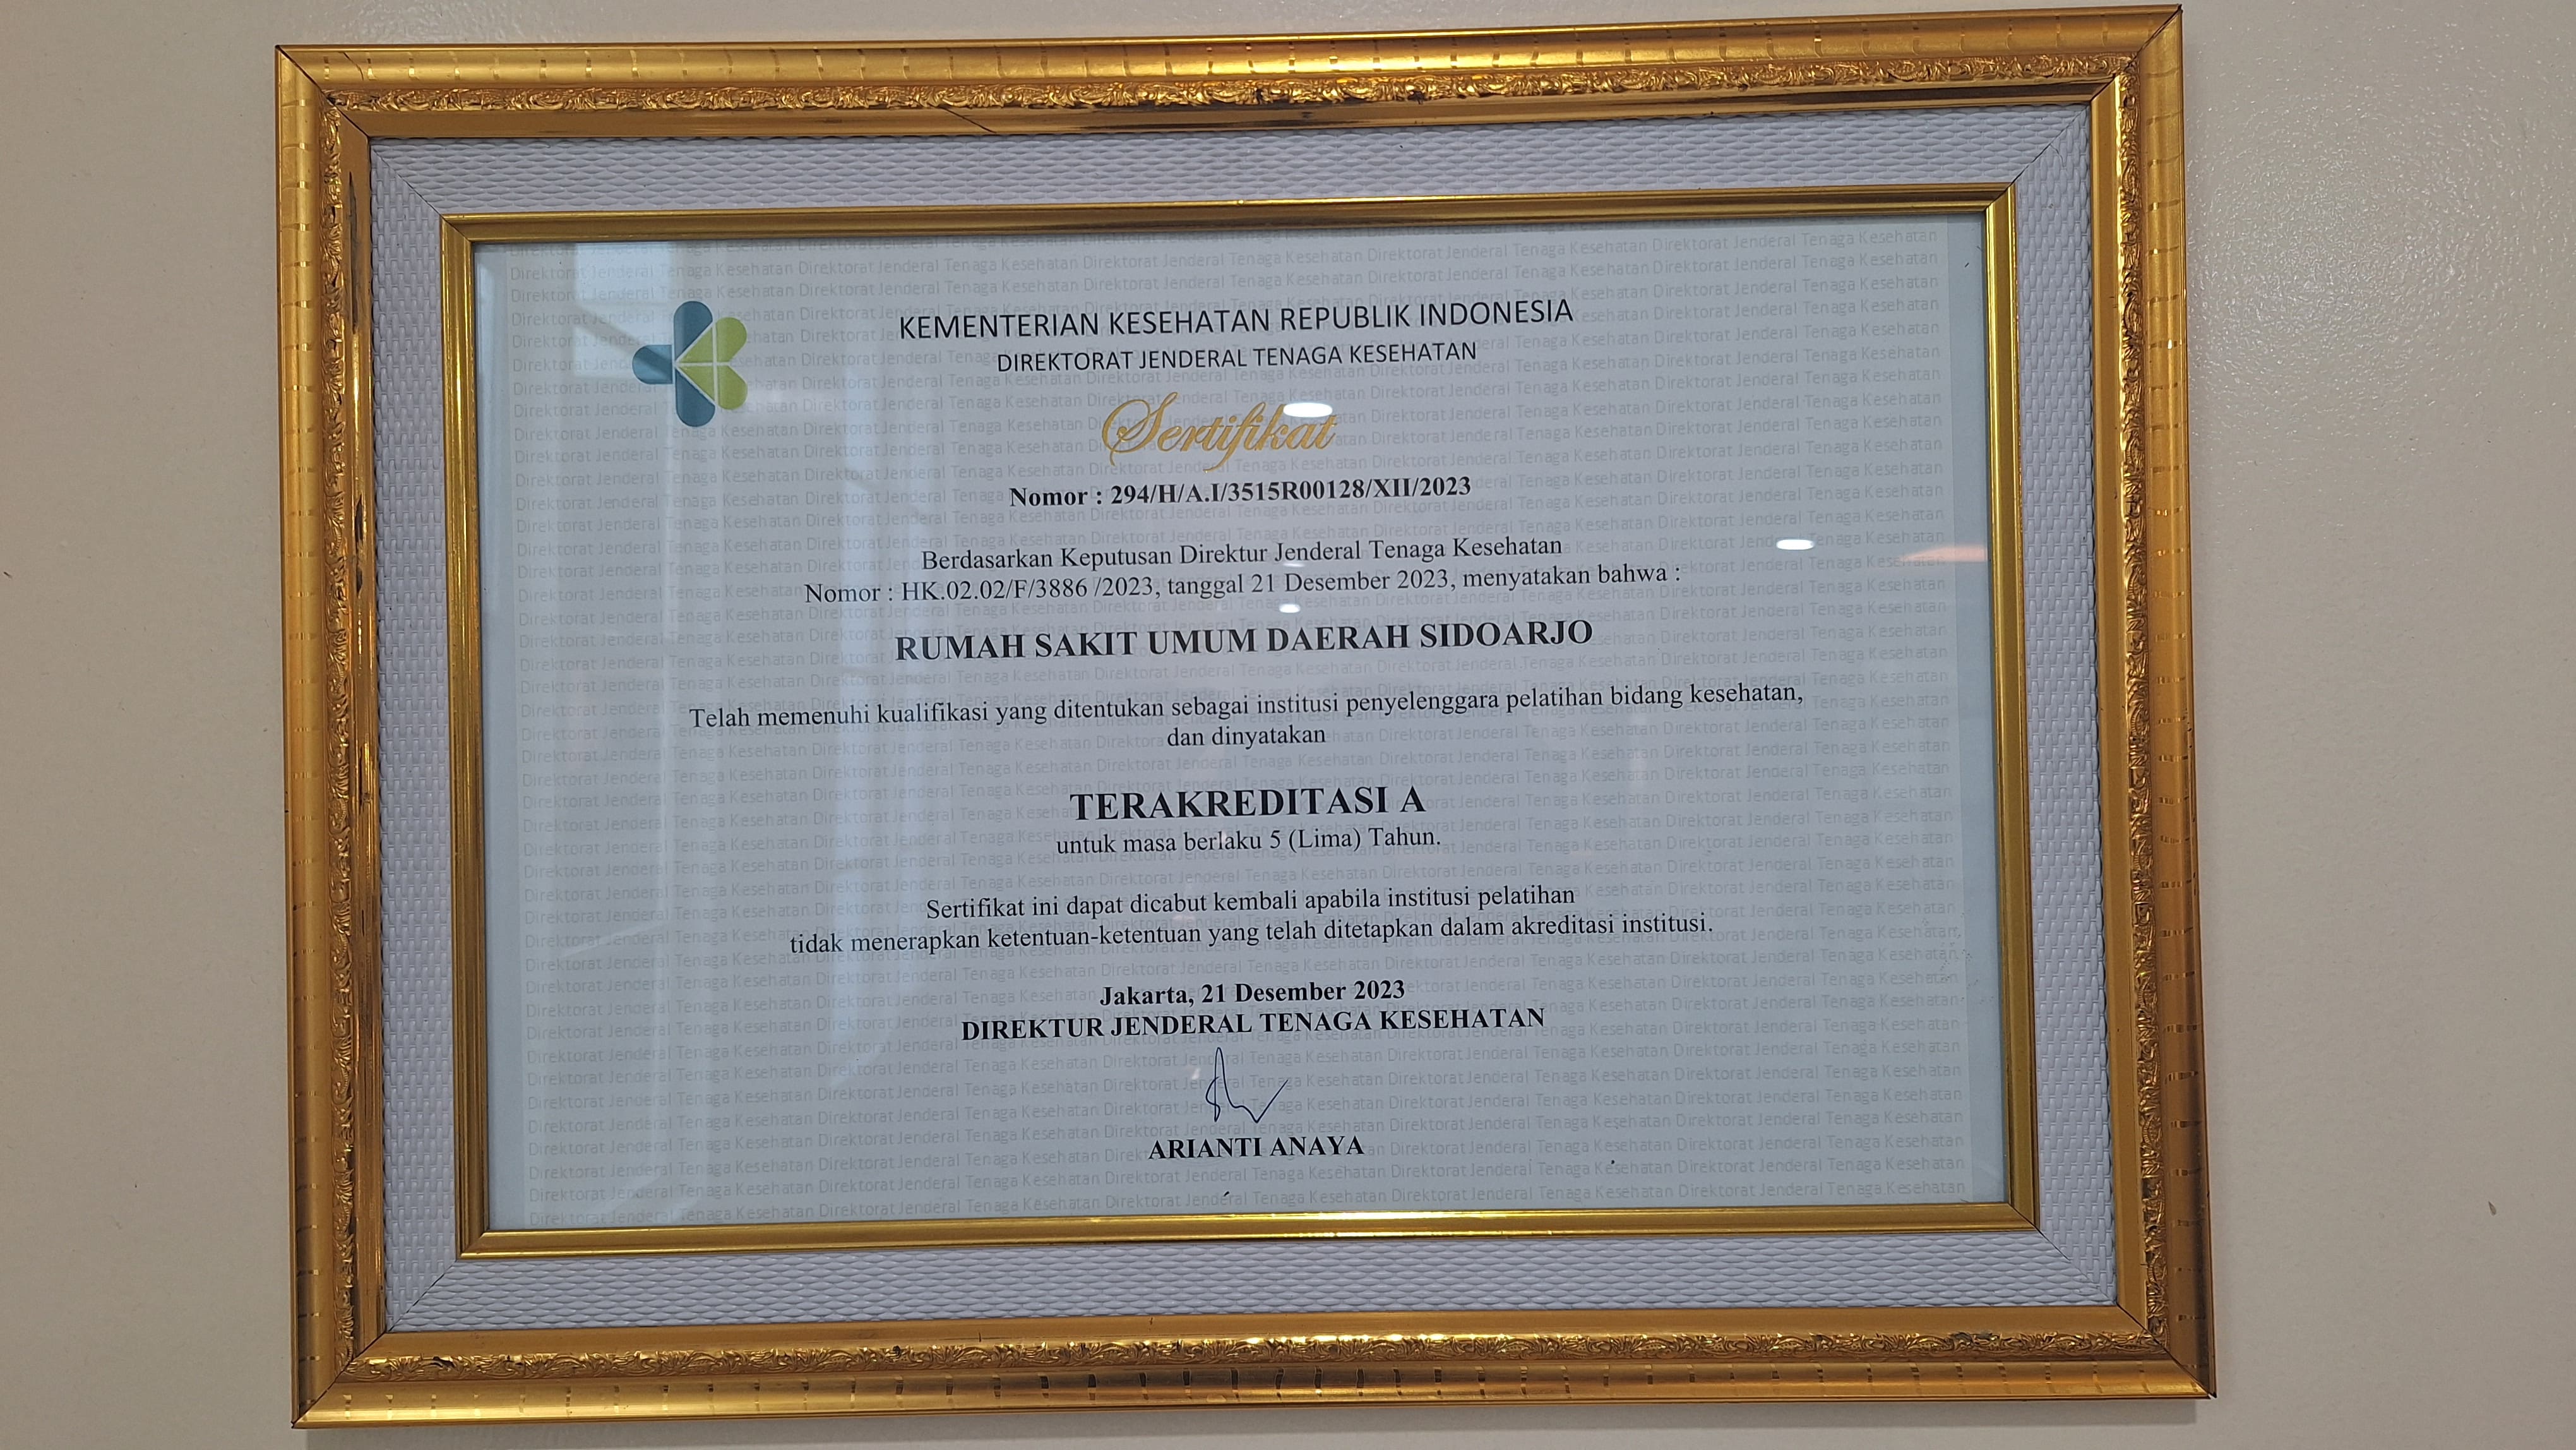 KEMENTERIAN KESEHATAN REPUBLIK INDONESIA
DIREKTORAT JENDERAL TENAGA KESEHATAN
Sertifikat
Nomor : 294/H/A.I/3515R00128/XII/2023
Berdasarkan Keputusan Direktur Jenderal Tenaga Kesehatan
Nomor : HK.02.02/F/3886 /2023, tanggal 21 Desember 2023, menyatakan bahwa :
RUMAH SAKIT UMUM DAERAH SIDOARJO
Telah memenuhi kualifikasi yang ditentukan sebagai institusi penyelenggara pelatihan bidang kesehatan,
dan dinyatakan
TERAKREDITASI A
untuk masa berlaku 5 (Lima) Tahun.
Sertifikat ini dapat dicabut kembali apabila institusi pelatihan
tidak menerapkan ketentuan-ketentuan yang telah ditetapkan dalam akreditasi institusi.
Jakarta, 21 Desember 2023
DIREKTUR JENDERAL TENAGA KESEHATAN
ARIANTI ANAYA